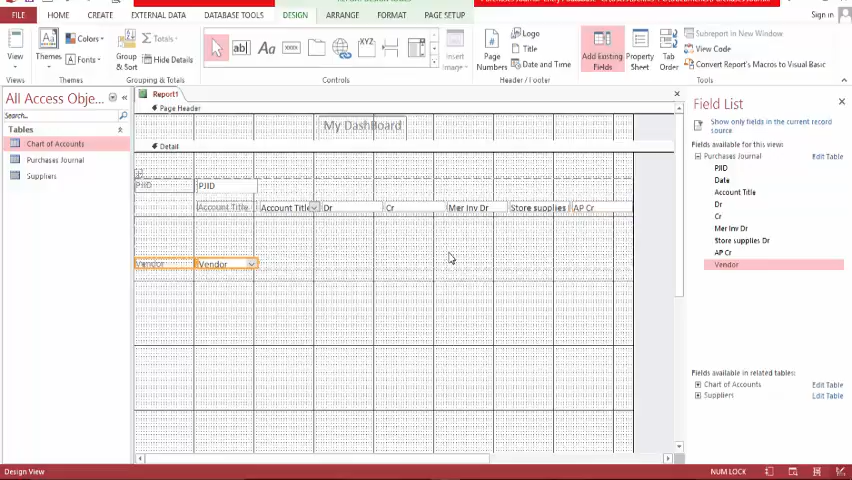 Sign in
FILE HOME CREATE EXTERNAL DATA DATABASE TOOLS DESIGN ARRANGE FORMAT PAGE SETUP
View Themes Colors Fonts Group & Sort Totals Hide Details ab Aa XYZ Insert Image Page Numbers Logo Title Date and Time Add Existing Fields Property Sheet Tab Order Subreport in New Window View Code Convert Report's Macros to Visual Basic
Views Themes Grouping & Totals Controls Header / Footer Tools
All Access Obje...
Search...
Tables
Chart of Accounts
Purchases Journal
Suppliers
Report1
Page Header
My DashBoard
Detail
PJID PJID
Account Title Account Title Dr Cr Mer Inv Dr Store supplies AP Cr
Vendor Vendor
Field List
Show only fields in the current record source
Fields available for this view:
Purchases Journal Edit Table
PJID
Date
Account Title
Dr
Cr
Mer Inv Dr
Store supplies Dr
AP Cr
Vendor
Fields available in related tables:
Chart of Accounts Edit Table
Suppliers Edit Table
Design View NUM LOCK